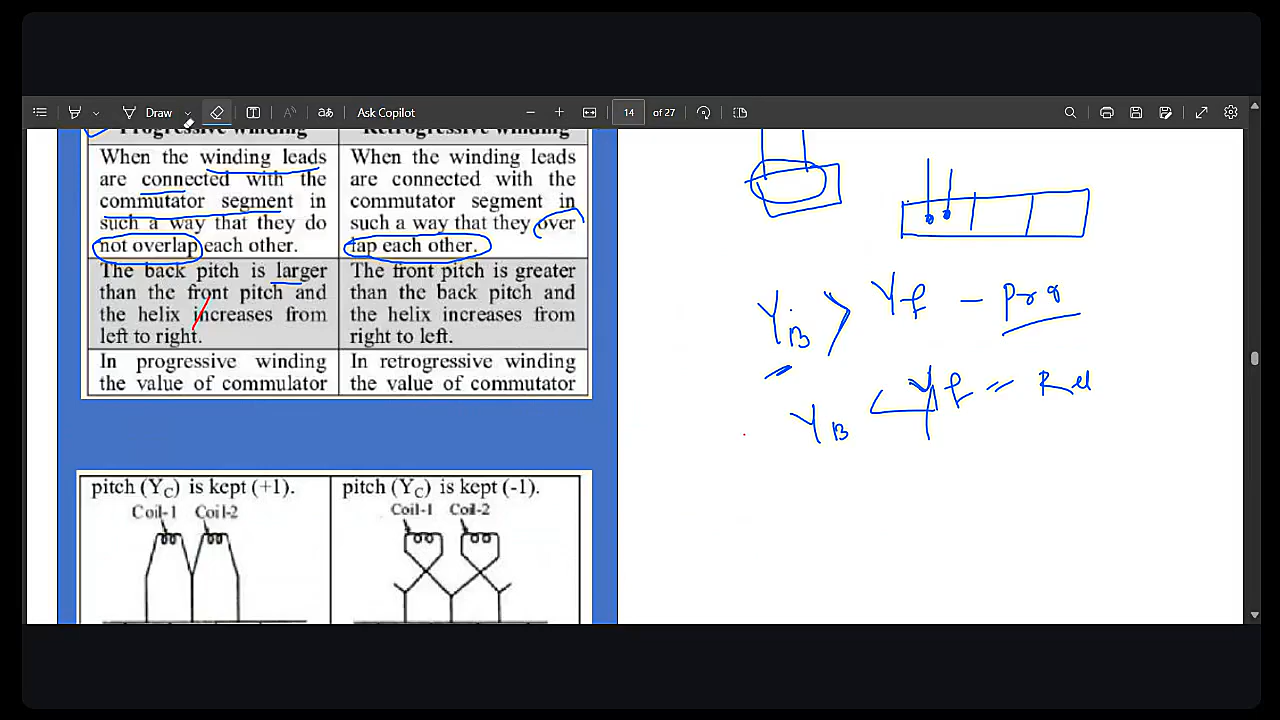 Draw
Ask Copilot
14 of 27
Progressive winding
Retrogressive winding
When the winding leads
are connected with the
commutator segment in
such a way that they do
not overlap each other.
When the winding leads
are connected with the
commutator segment in
such a way that they over
lap each other.
The back pitch is larger
than the front pitch and
the helix increases from
left to right.
The front pitch is greater
than the back pitch and
the helix increases from
right to left.
In progressive winding
the value of commulator
In retrogressive winding
the value of commutator
pitch (YC) is kept (+1).
Coil-1 Coil-2
pitch (YC) is kept (-1).
Coil-1 Coil-2
YB > Yf -
YB < Yf =